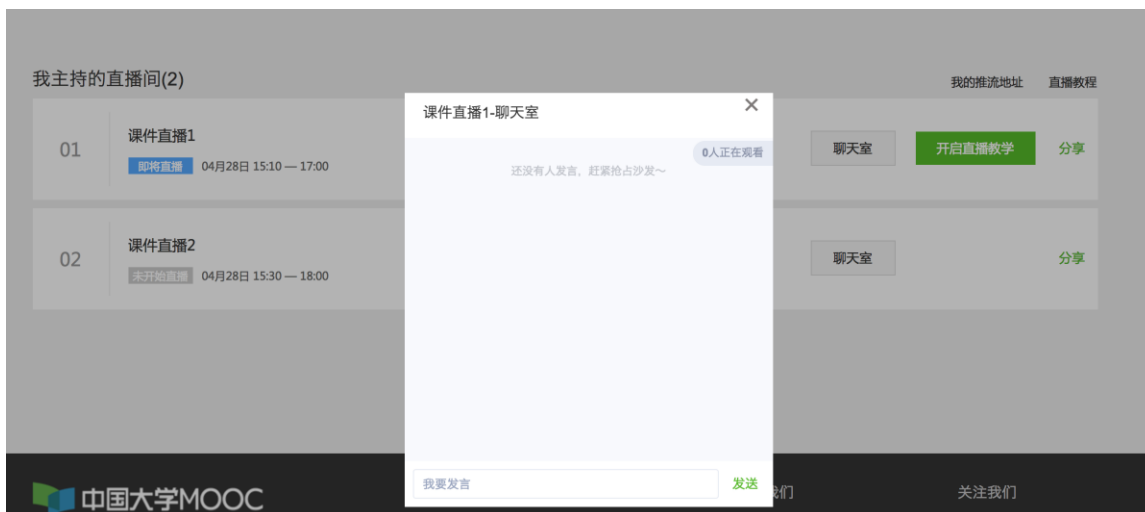 我主持的直播间(2)
我的推流地址 直播教程
01
课件直播1
即将直播 04月28日 15:10 — 17:00
聊天室
开启直播教学
分享
02
课件直播2
未开始直播 04月28日 15:30 — 18:00
聊天室
分享
课件直播1-聊天室
0人正在观看
还没有人发言，赶紧抢占沙发～
我要发言
发送
中国大学MOOC
们
关注我们